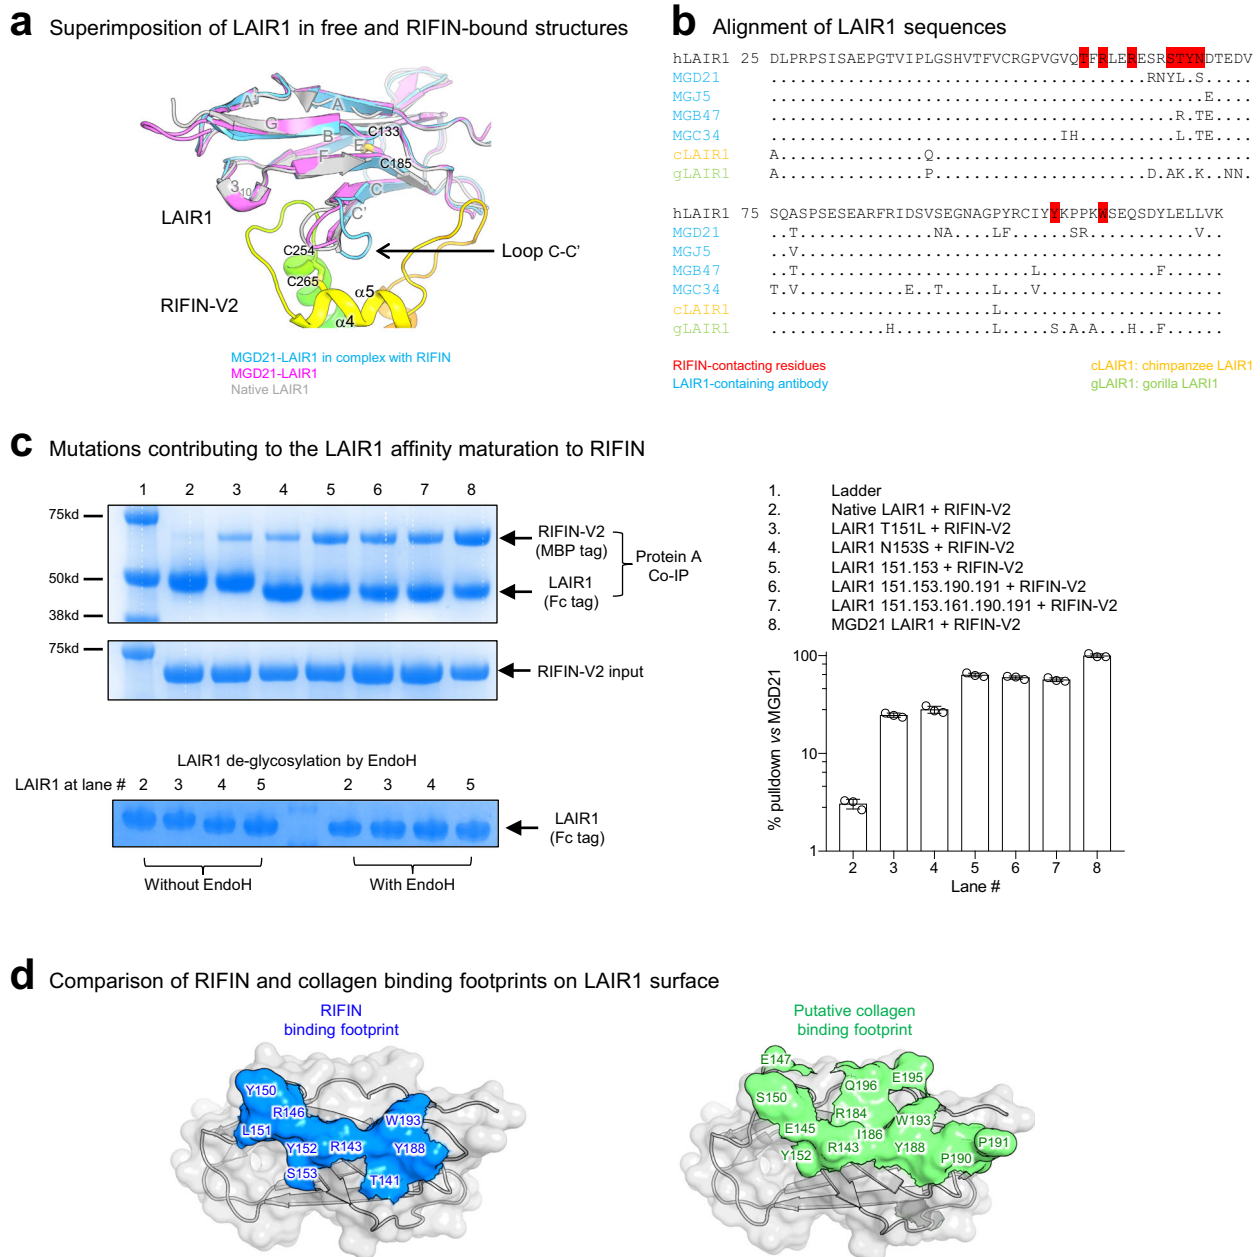 a Superimposition of LAIR1 in free and RIFIN-bound structures
A' A
G B C133
E
F C185
C
310
C'
LAIR1
Loop C-C'
C254
C265
α5
RIFIN-V2
α4
MGD21-LAIR1 in complex with RIFIN
MGD21-LAIR1
Native LAIR1
b Alignment of LAIR1 sequences
hLAIR1 25 DLPRPSISAEPGTVIPLGSHVTFVCRGPVGVQTFRLERESRSTYNDTEDV
MGD21 ...............................................RNYL.S......
MGJ5 ......................................................E....
MGB47 ...................................................R.TE....
MGC34 ....................................IH............L.TE....
cLAIR1 A...............Q.................................
gLAIR1 A...............P...........................D.AK.K..NN.
hLAIR1 75 SQASPSESEARFRIDSVSEGNAGPYRCIYYKPPKWSEQSDYLELLVK
MGD21 ..T...........NA...LF.......SR.........V..
MGJ5 ..V............................................
MGB47 ..T.............................L..........F......
MGC34 T.V.........E..T......L...V...................
cLAIR1 .......................L.......................
gLAIR1 ..........H............L......S.A.A...H..F......
RIFIN-contacting residues
LAIR1-containing antibody
cLAIR1: chimpanzee LAIR1
gLAIR1: gorilla LARI1
c Mutations contributing to the LAIR1 affinity maturation to RIFIN
1 2 3 4 5 6 7 8
75kd
50kd
38kd
RIFIN-V2
(MBP tag)
LAIR1
(Fc tag)
Protein A
Co-IP
75kd
RIFIN-V2 input
LAIR1 de-glycosylation by EndoH
LAIR1 at lane # 2 3 4 5 2 3 4 5
LAIR1
(Fc tag)
Without EndoH With EndoH
1. Ladder
2. Native LAIR1 + RIFIN-V2
3. LAIR1 T151L + RIFIN-V2
4. LAIR1 N153S + RIFIN-V2
5. LAIR1 151.153 + RIFIN-V2
6. LAIR1 151.153.190.191 + RIFIN-V2
7. LAIR1 151.153.161.190.191 + RIFIN-V2
8. MGD21 LAIR1 + RIFIN-V2
% pulldown vs MGD21
100
10
1
2 3 4 5 6 7 8
Lane #
d Comparison of RIFIN and collagen binding footprints on LAIR1 surface
RIFIN
binding footprint
Y150
R146
L151
Y152
S153
R143
W193
Y188
T141
Putative collagen
binding footprint
E147
S150
Q196
E195
R184
W193
E145
I186
Y152
R143
Y188
P191
P190